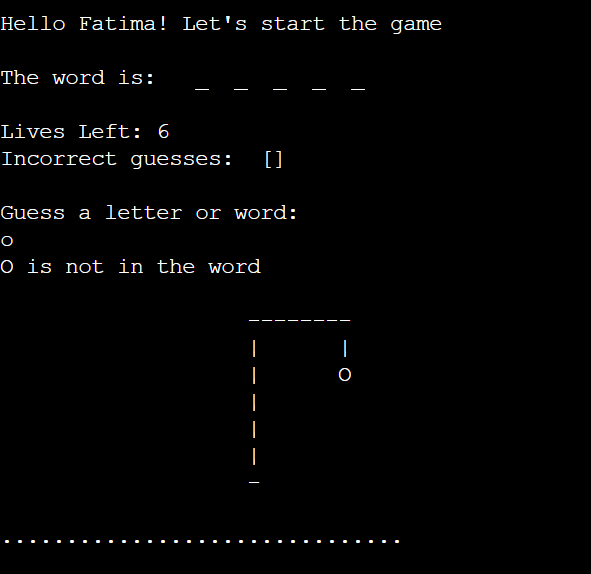 Hello Fatima! Let's start the game
The word is:   _ _ _ _ _
Lives Left: 6
Incorrect guesses:  []
Guess a letter or word:
o
O is not in the word
--------
|      |
|      O
|
|
|
-
...............................